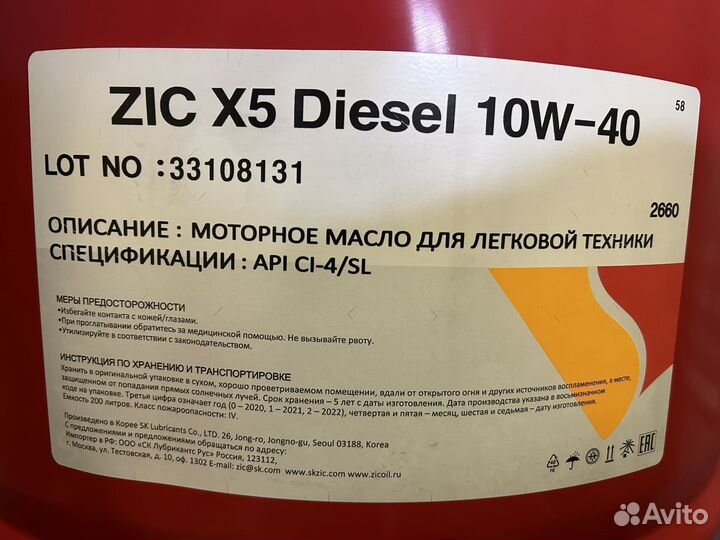 ZIC X5 Diesel 10W-40
58
LOT NO :33108131
2660
ОПИСАНИЕ : МОТОРНОЕ МАСЛО ДЛЯ ЛЕГКОВОЙ ТЕХНИКИ
СПЕЦИФИКАЦИИ : API CI-4/SL
МЕРЫ ПРЕДОСТОРОЖНОСТИ
•Избегайте контакта с кожей/глазами.
•При проглатывании обратитесь за медицинской помощью. Не вызывайте рвоту.
•Утилизируйте в соответствии с законодательством.
ИНСТРУКЦИЯ ПО ХРАНЕНИЮ И ТРАНСПОРТИРОВКЕ
Хранить в оригинальной упаковке в сухом, хорошо проветриваемом помещении, вдали от открытого огня и других источников воспламенения, в месте,
защищенном от попадания прямых солнечных лучей. Срок хранения – 5 лет с даты изготовления. Дата производства указана в восьмизначном
коде на упаковке. Третья цифра означает год (0 – 2020, 1 – 2021, 2 – 2022), четвертая и пятая – месяц, шестая и седьмая – дату изготовления.
Емкость 200 литров. Класс пожароопасности: IV.
Произведено в Корее SK Lubricants Co., LTD. 26, Jong-ro, Jongno-gu, Seoul 03188, Korea
С предложениями и претензиями обращаться по адресу:
Импортер в РФ: ООО «СК Лубрикантс Рус» Россия, 123112,
г. Москва, ул. Тестовская, д. 10, оф. 1302 E-mail: zic@sk.com www.skzic.com www.zicoil.ru
EAC
Avito